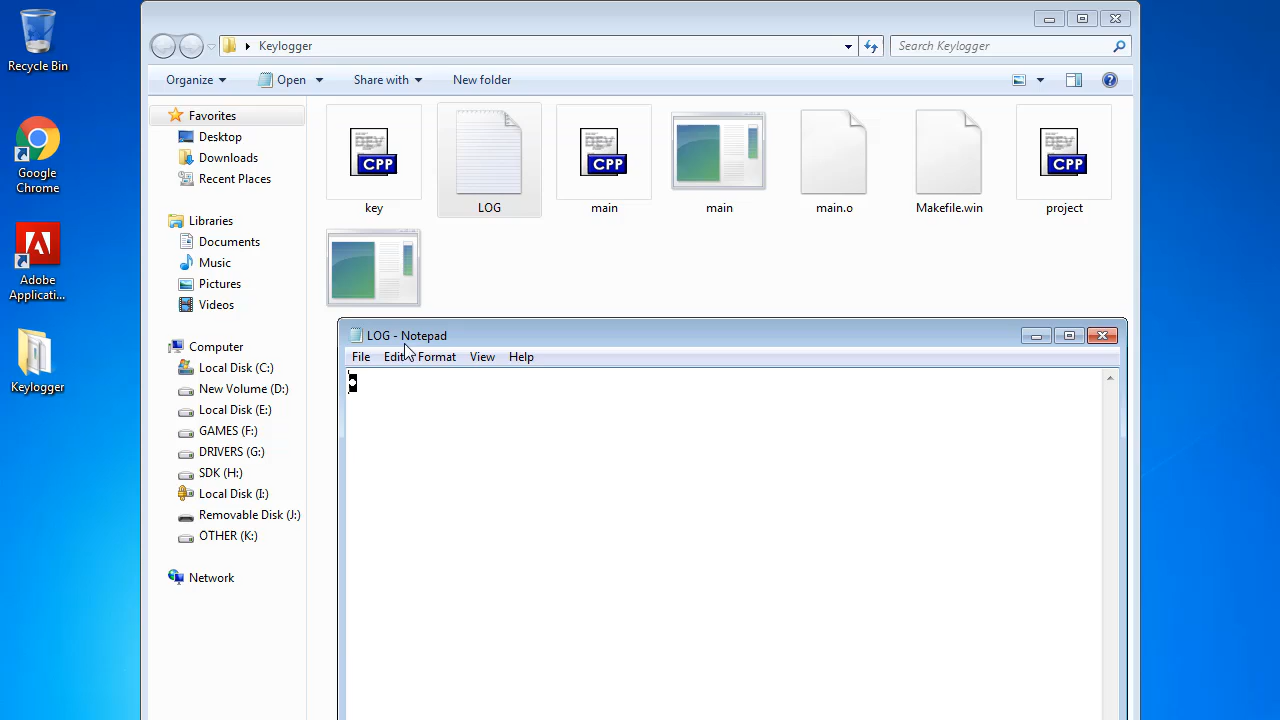 Recycle Bin
Google
Chrome
Adobe
Applicati...
Keylogger
Keylogger
Search Keylogger
Organize
Open
Share with
New folder
Favorites
Desktop
Downloads
Recent Places
Libraries
Documents
Music
Pictures
Videos
Computer
Local Disk (C:)
New Volume (D:)
Local Disk (E:)
GAMES (F:)
DRIVERS (G:)
SDK (H:)
Local Disk (I:)
Removable Disk (J:)
OTHER (K:)
Network
DEV
CPP
key
LOG
DEV
CPP
main
main
main.o
Makefile.win
DEV
CPP
project
LOG - Notepad
File
Edit
Format
View
Help